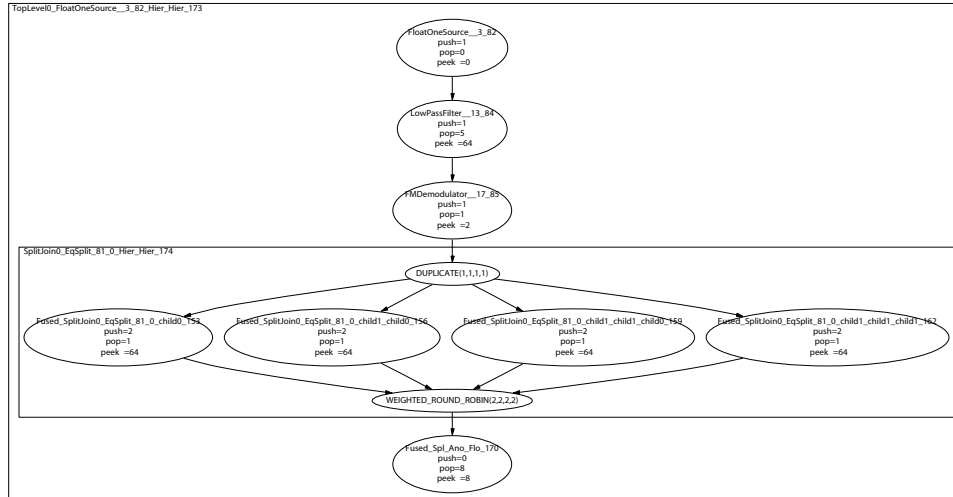 TopLevel0_FloatOneSource__3_82_Hier_Hier_173
FloatOneSource__3_82
push=1
pop=0
peek =0
LowPassFilter__13_84
push=1
pop=5
peek =64
FMDemodulator__17_85
push=1
pop=1
peek =2
SplitJoin0_EqSplit_81_0_Hier_Hier_174
DUPLICATE(1,1,1,1)
Fused_SplitJoin0_EqSplit_81_0_child0_153
push=2
pop=1
peek =64
Fused_SplitJoin0_EqSplit_81_0_child1_child0_156
push=2
pop=1
peek =64
Fused_SplitJoin0_EqSplit_81_0_child1_child1_child0_159
push=2
pop=1
peek =64
Fused_SplitJoin0_EqSplit_81_0_child1_child1_child1_162
push=2
pop=1
peek =64
WEIGHTED_ROUND_ROBIN(2,2,2,2)
Fused_Spl_Ano_Flo_170
push=0
pop=8
peek =8